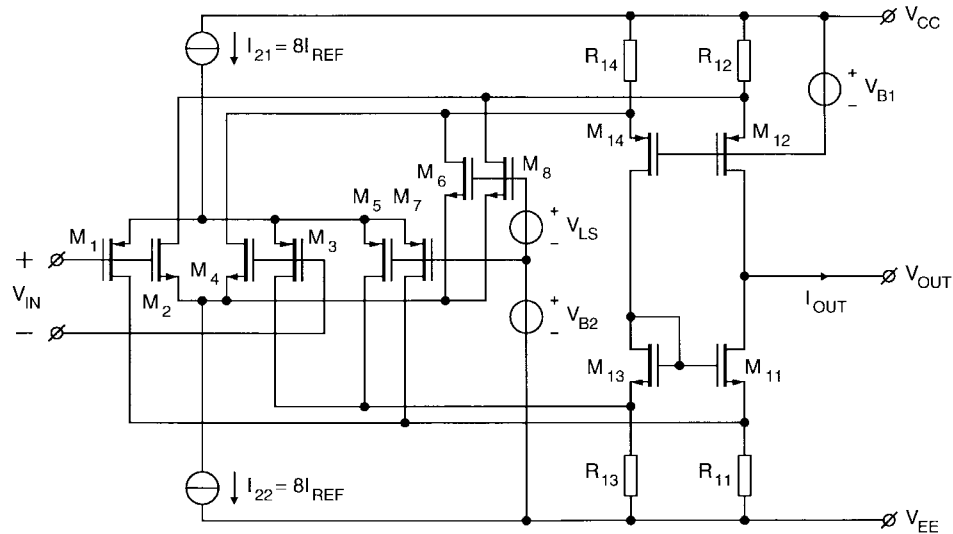 V_CC
I_21 = 8I_REF
R_14
R_12
+
V_B1
−
M_14
M_12
M_6
M_8
M_5
M_7
+
V_LS
−
M_1
M_3
+
V_IN
−
M_4
M_2
+
V_B2
−
V_OUT
I_OUT
M_13
M_11
I_22 = 8I_REF
R_13
R_11
V_EE